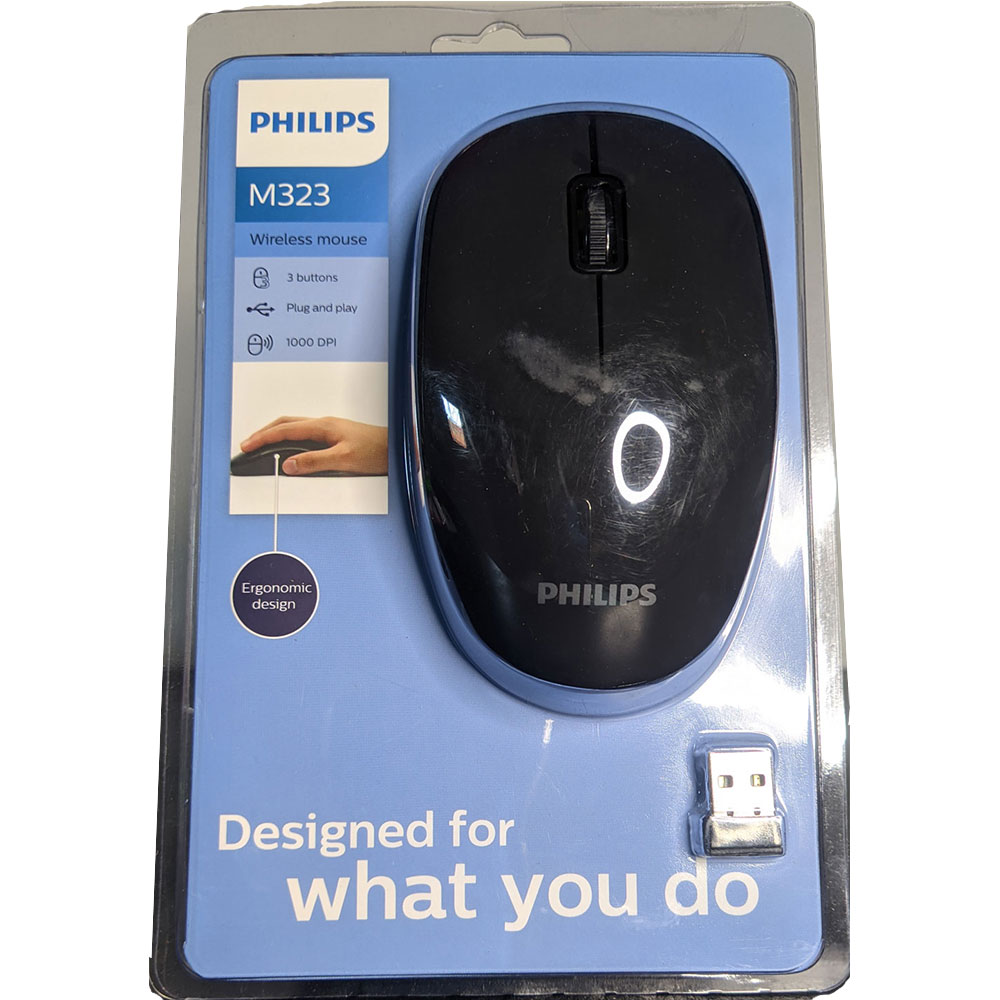 PHILIPS
M323
Wireless mouse
3 buttons
Plug and play
1000 DPI
Ergonomic
design
PHILIPS
Designed for
what you do